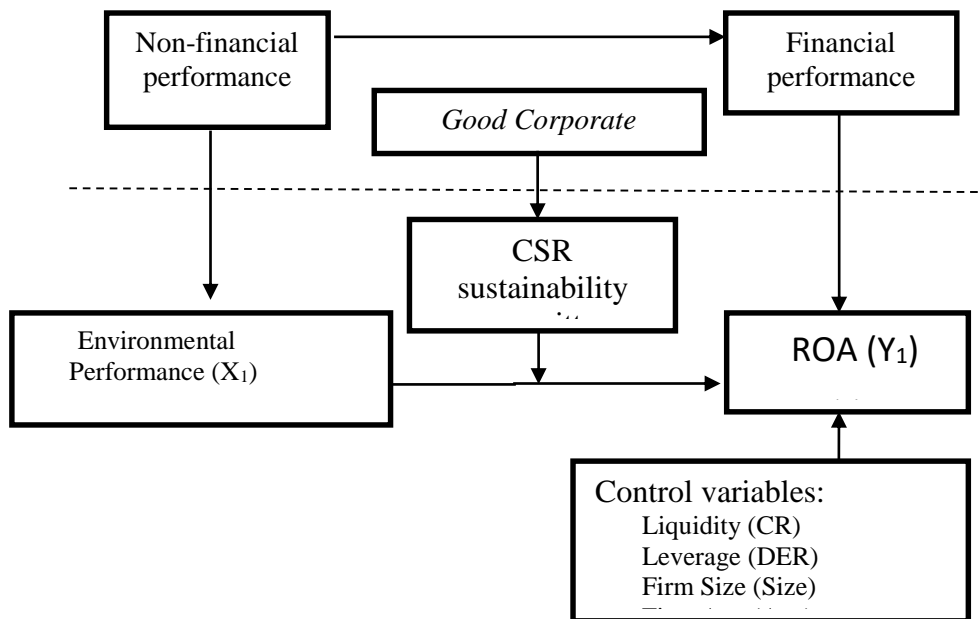 Non-financial
performance
Financial
performance
Good Corporate
CSR
sustainability
Environmental
Performance (X₁)
ROA (Y₁)
Control variables:
Liquidity (CR)
Leverage (DER)
Firm Size (Size)